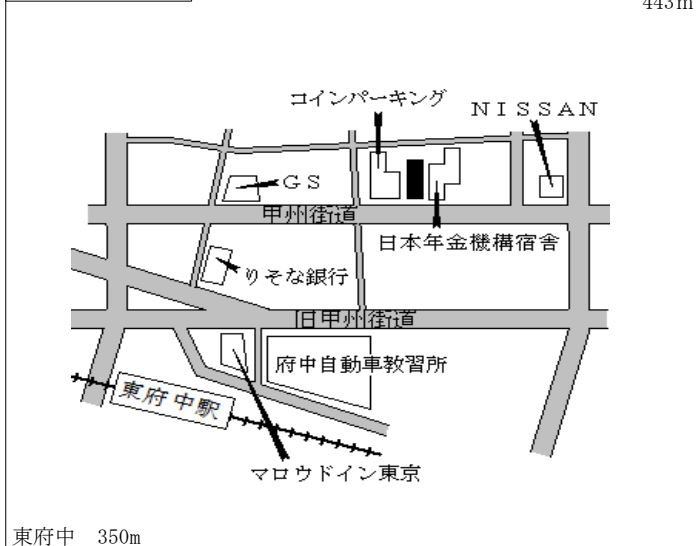 443m
コインパーキング
ＮＩＳＳＡＮ
ＧＳ
甲州街道
日本年金機構宿舎
りそな銀行
旧甲州街道
府中自動車教習所
東府中駅
マロウドイン東京
東府中　350m